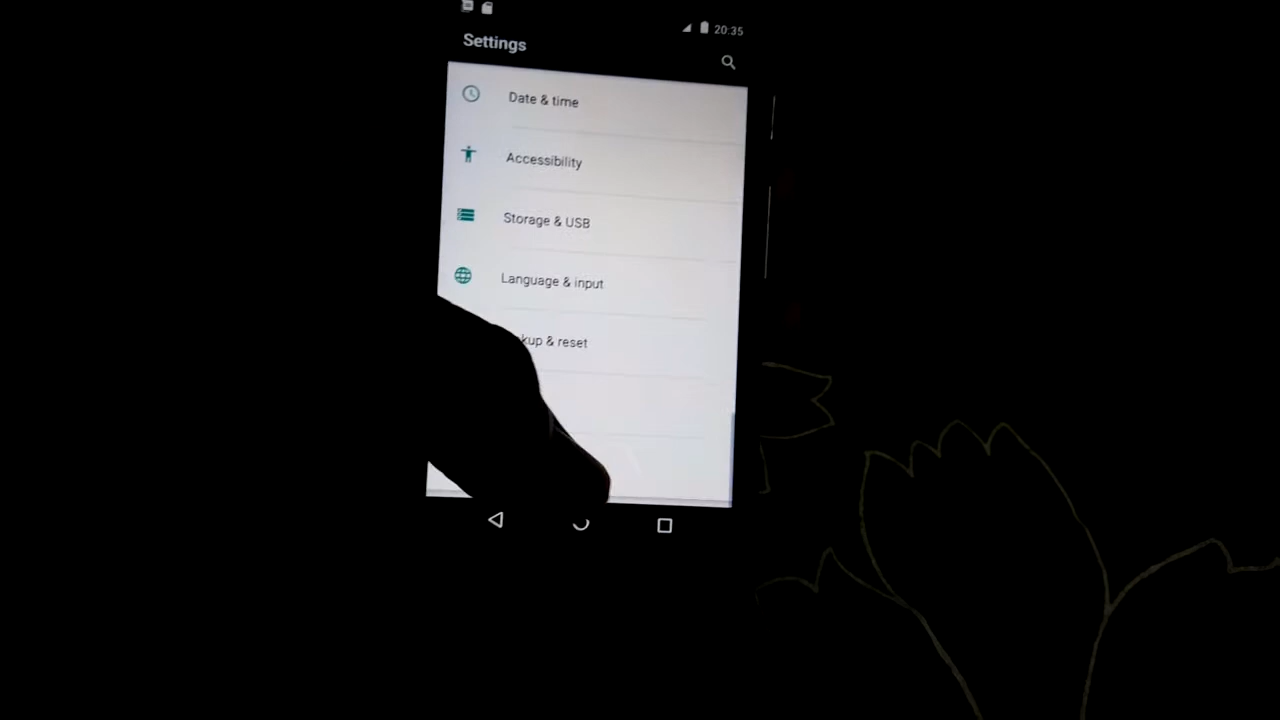 20:35
Settings
Date & time
Accessibility
Storage & USB
Language & input
kup & reset